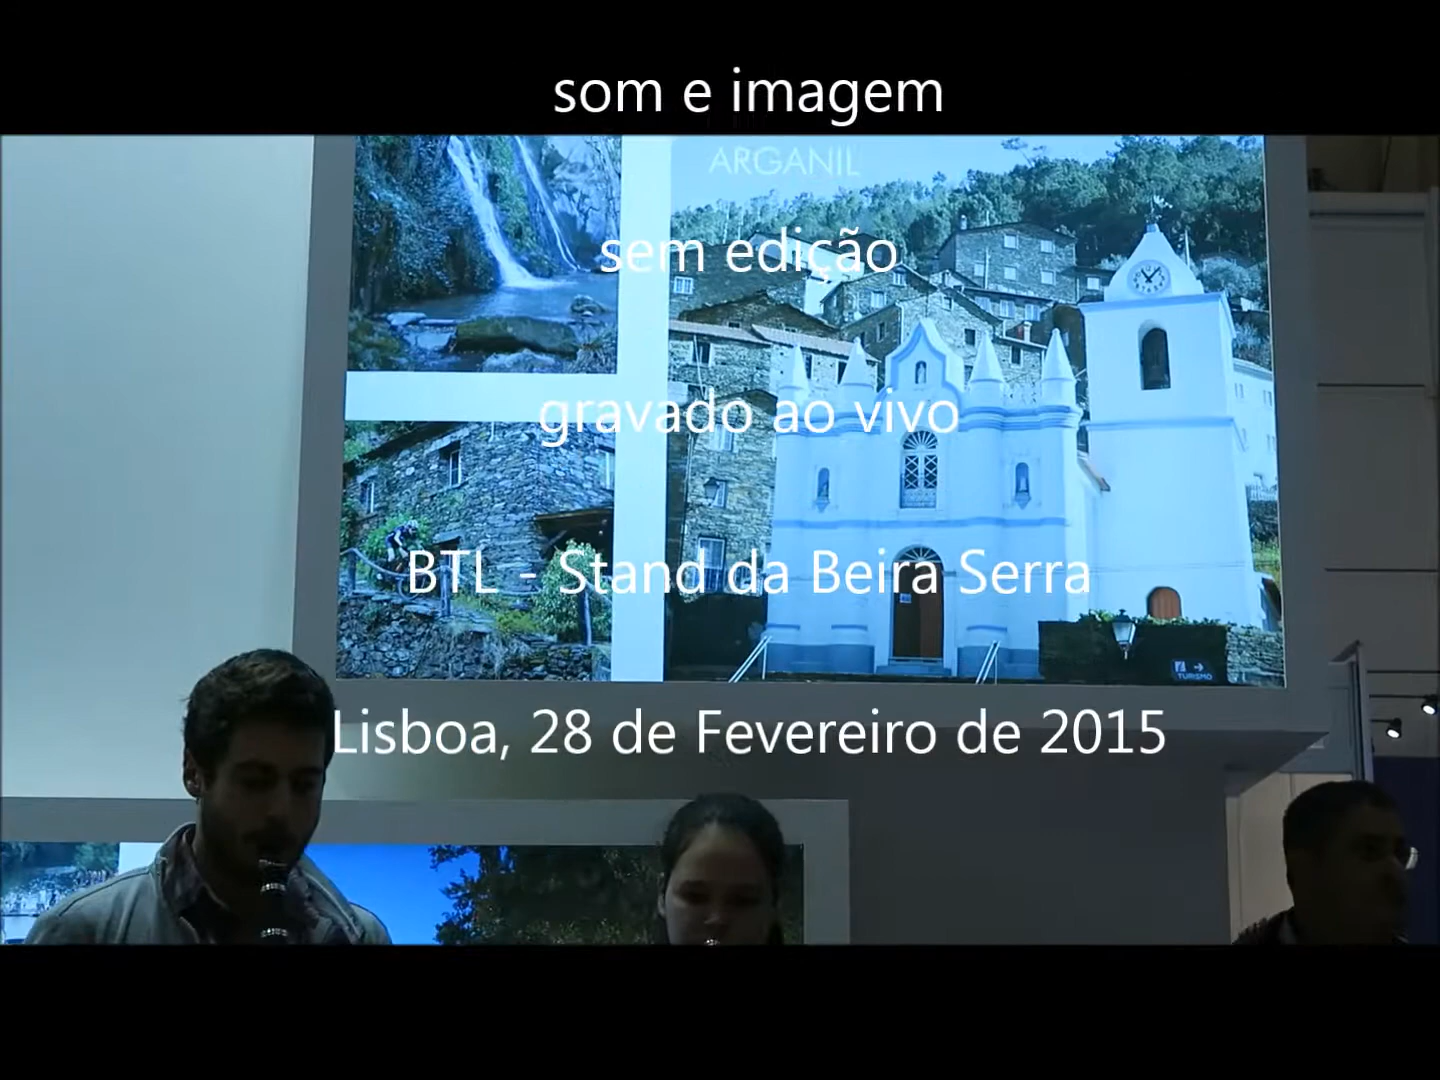 som e imagem
ARGANIL
sem edição
gravado ao vivo
BTL - Stand da Beira Serra
TURISMO
Lisboa, 28 de Fevereiro de 2015